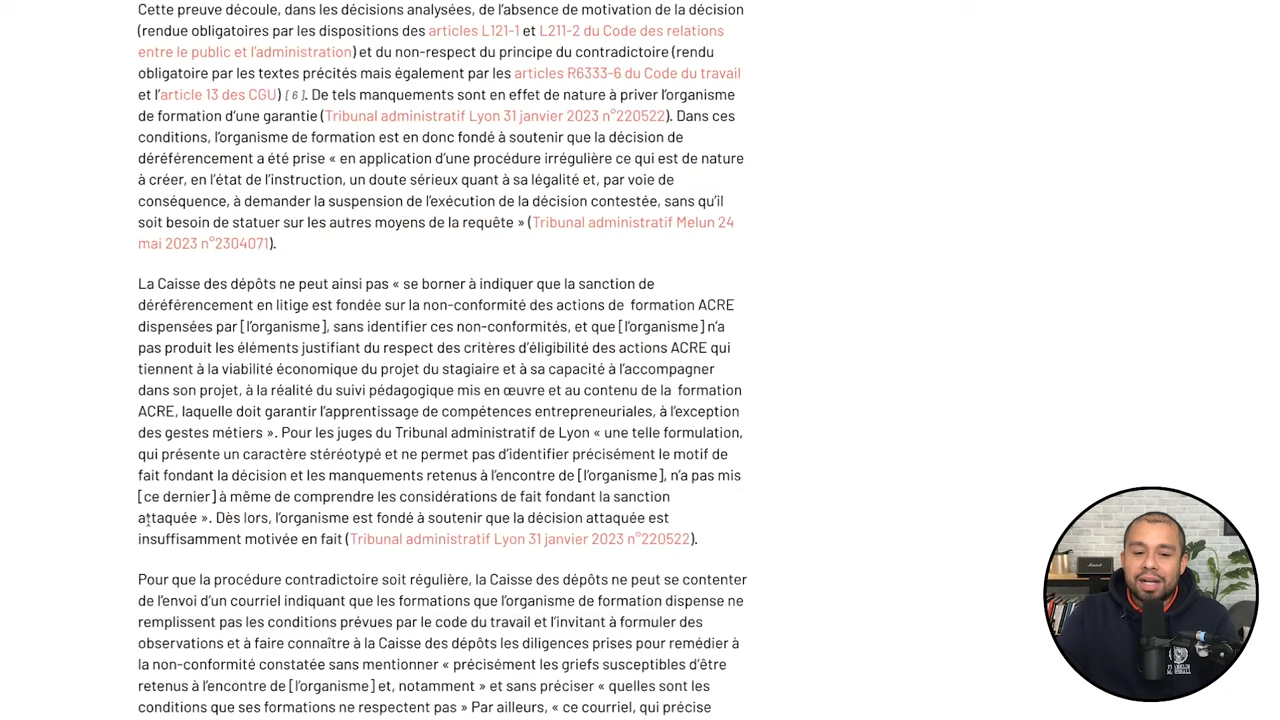 Cette preuve découle, dans les décisions analysées, de l'absence de motivation de la décision
(rendue obligatoires par les dispositions des articles L121-1 et L211-2 du Code des relations
entre le public et l'administration) et du non-respect du principe du contradictoire (rendu
obligatoire par les textes précités mais également par les articles R6333-6 du Code du travail
et l'article 13 des CGU) [ 6 ]. De tels manquements sont en effet de nature à priver l'organisme
de formation d'une garantie (Tribunal administratif Lyon 31 janvier 2023 n°220522). Dans ces
conditions, l'organisme de formation est en donc fondé à soutenir que la décision de
déréférencement a été prise « en application d'une procédure irrégulière ce qui est de nature
à créer, en l'état de l'instruction, un doute sérieux quant à sa légalité et, par voie de
conséquence, à demander la suspension de l'exécution de la décision contestée, sans qu'il
soit besoin de statuer sur les autres moyens de la requête » (Tribunal administratif Melun 24
mai 2023 n°2304071).
La Caisse des dépôts ne peut ainsi pas « se borner à indiquer que la sanction de
déréférencement en litige est fondée sur la non-conformité des actions de formation ACRE
dispensées par [l'organisme], sans identifier ces non-conformités, et que [l'organisme] n'a
pas produit les éléments justifiant du respect des critères d'éligibilité des actions ACRE qui
tiennent à la viabilité économique du projet du stagiaire et à sa capacité à l'accompagner
dans son projet, à la réalité du suivi pédagogique mis en œuvre et au contenu de la formation
ACRE, laquelle doit garantir l'apprentissage de compétences entrepreneuriales, à l'exception
des gestes métiers ». Pour les juges du Tribunal administratif de Lyon « une telle formulation,
qui présente un caractère stéréotypé et ne permet pas d'identifier précisément le motif de
fait fondant la décision et les manquements retenus à l'encontre de [l'organisme], n'a pas mis
[ce dernier] à même de comprendre les considérations de fait fondant la sanction
attaquée ». Dès lors, l'organisme est fondé à soutenir que la décision attaquée est
insuffisamment motivée en fait (Tribunal administratif Lyon 31 janvier 2023 n°220522).
Pour que la procédure contradictoire soit régulière, la Caisse des dépôts ne peut se contenter
de l'envoi d'un courriel indiquant que les formations que l'organisme de formation dispense ne
remplissent pas les conditions prévues par le code du travail et l'invitant à formuler des
observations et à faire connaître à la Caisse des dépôts les diligences prises pour remédier à
la non-conformité constatée sans mentionner « précisément les griefs susceptibles d'être
retenus à l'encontre de [l'organisme] et, notamment » et sans préciser « quelles sont les
conditions que ses formations ne respectent pas » Par ailleurs, « ce courriel, qui précise